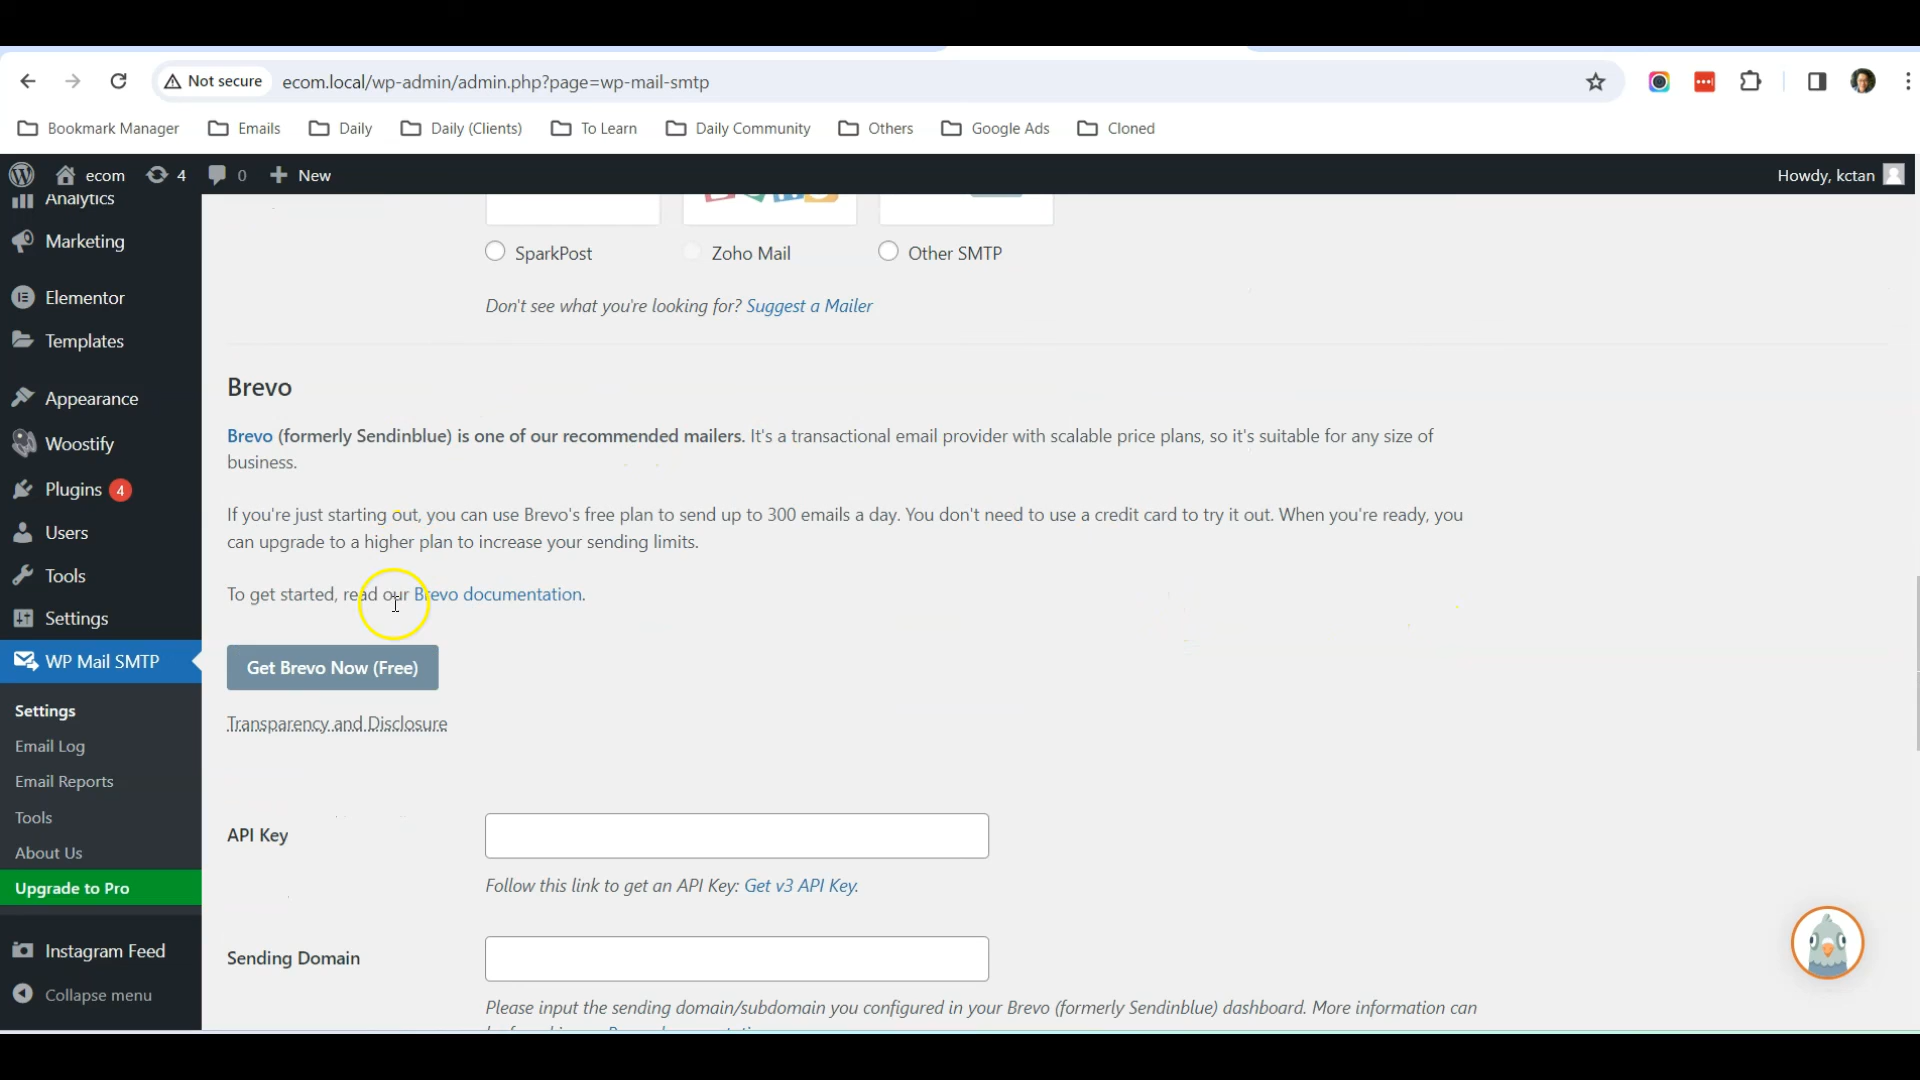 Not secure ecom.local/wp-admin/admin.php?page=wp-mail-smtp
Bookmark Manager Emails Daily Daily (Clients) To Learn Daily Community Others Google Ads Cloned
ecom 4 0 New Howdy, kctan
Analytics
Marketing
Elementor
Templates
Appearance
Woostify
Plugins 4
Users
Tools
Settings
WP Mail SMTP
Settings
Email Log
Email Reports
Tools
About Us
Upgrade to Pro
Instagram Feed
Collapse menu
SparkPost Zoho Mail Other SMTP
Don't see what you're looking for? Suggest a Mailer
Brevo
Brevo (formerly Sendinblue) is one of our recommended mailers. It's a transactional email provider with scalable price plans, so it's suitable for any size of
business.
If you're just starting out, you can use Brevo's free plan to send up to 300 emails a day. You don't need to use a credit card to try it out. When you're ready, you
can upgrade to a higher plan to increase your sending limits.
To get started, read our Brevo documentation.
Get Brevo Now (Free)
Transparency and Disclosure
API Key
Follow this link to get an API Key: Get v3 API Key.
Sending Domain
Please input the sending domain/subdomain you configured in your Brevo (formerly Sendinblue) dashboard. More information can